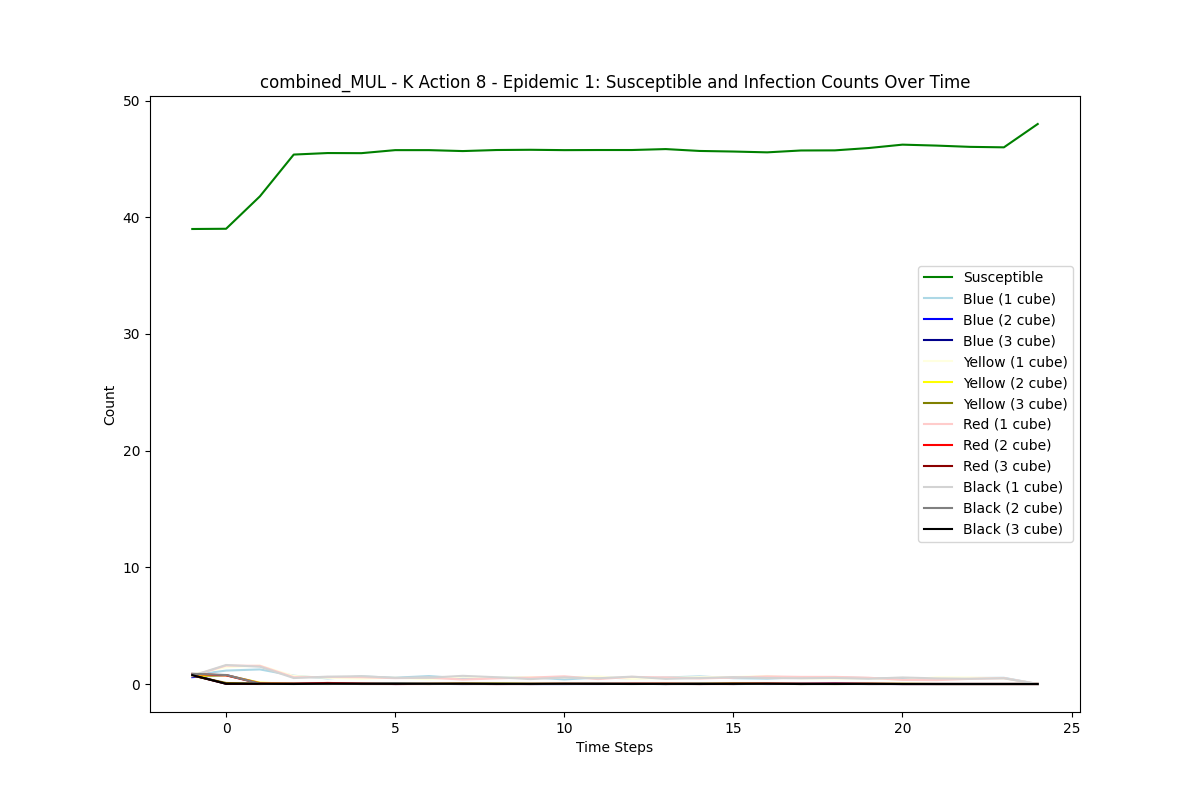 combined_MUL - K Action 8 - Epidemic 1: Susceptible and Infection Counts Over Time
50
40
30
20
10
0
Count
Susceptible
Blue (1 cube)
Blue (2 cube)
Blue (3 cube)
Yellow (1 cube)
Yellow (2 cube)
Yellow (3 cube)
Red (1 cube)
Red (2 cube)
Red (3 cube)
Black (1 cube)
Black (2 cube)
Black (3 cube)
0 5 10 15 20 25
Time Steps